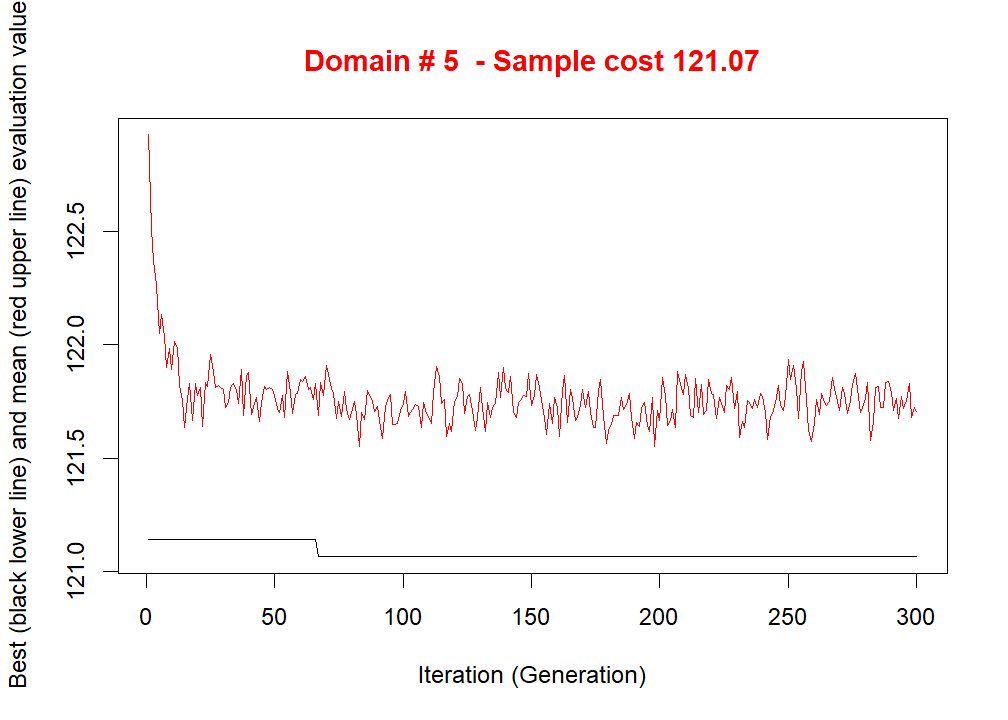 Domain # 5  - Sample cost 121.07
Best (black lower line) and mean (red upper line) evaluation value
122.5
122.0
121.5
121.0
0 50 100 150 200 250 300
Iteration (Generation)